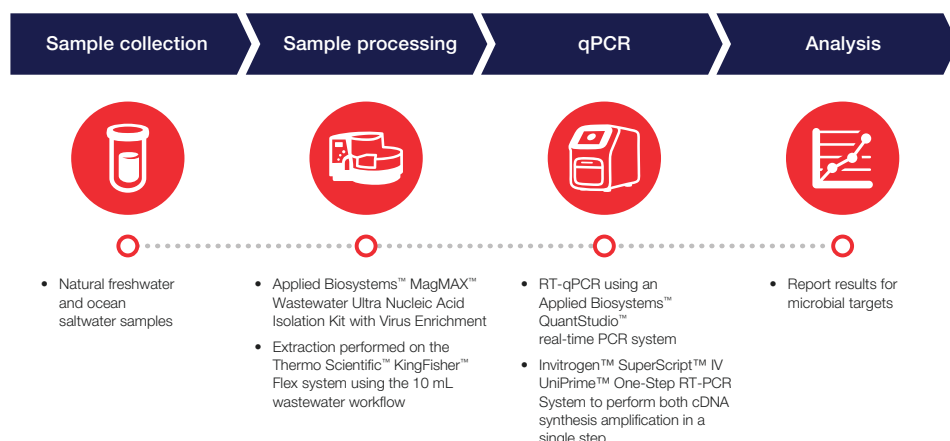 Sample collection
Sample processing
qPCR
Analysis
• Natural freshwater
and ocean
saltwater samples
• Applied Biosystems™ MagMAX™
Wastewater Ultra Nucleic Acid
Isolation Kit with Virus Enrichment
• Extraction performed on the
Thermo Scientific™ KingFisher™
Flex system using the 10 mL
wastewater workflow
• RT-qPCR using an
Applied Biosystems™
QuantStudio™
real-time PCR system
• Invitrogen™ SuperScript™ IV
UniPrime™ One-Step RT-PCR
System to perform both cDNA
synthesis amplification in a
single step
• Report results for
microbial targets